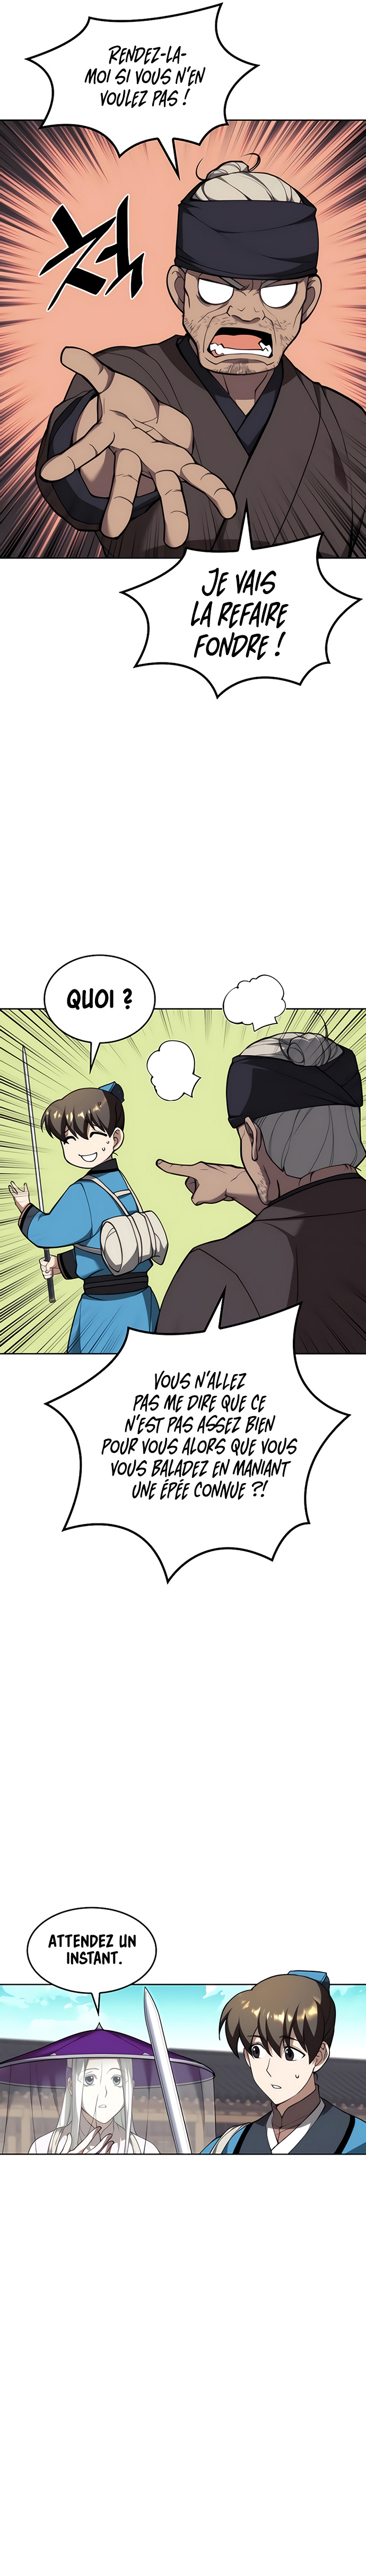 RENDEZ-LA-
MOI SI VOUS N'EN
VOULEZ PAS !
JE VAIS
LA REFAIRE
FONDRE !
QUOI ?
VOUS N'ALLEZ
PAS ME DIRE QUE CE
N'EST PAS ASSEZ BIEN
POUR VOUS ALORS QUE VOUS
VOUS BALADEZ EN MANIANT
UNE ÉPÉE CONNUE ?!
ATTENDEZ UN
INSTANT.